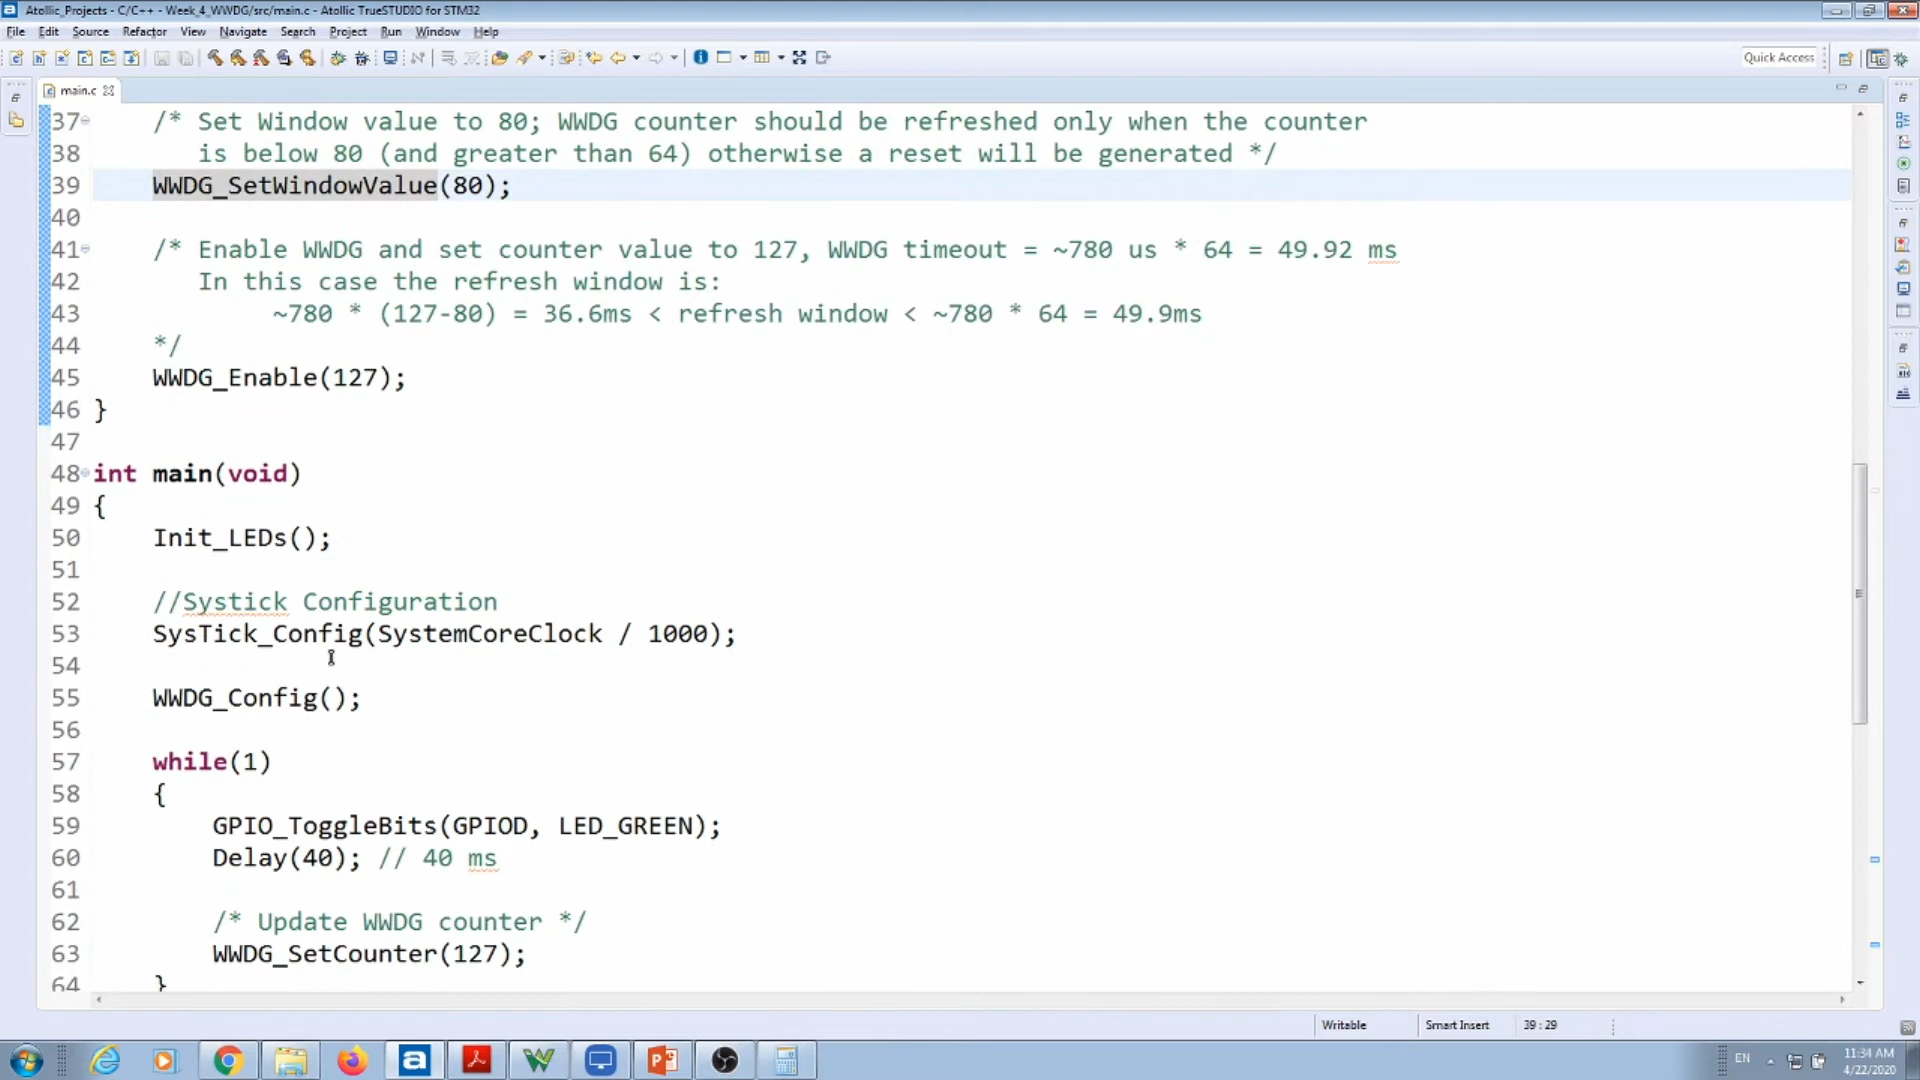 Atollic_Projects - C/C++ - Week_4_WWDG/src/main.c - Atollic TrueSTUDIO for STM32
File Edit Source Refactor View Navigate Search Project Run Window Help
Quick Access
main.c
37 /* Set Window value to 80; WWDG counter should be refreshed only when the counter
38 is below 80 (and greater than 64) otherwise a reset will be generated */
39 WWDG_SetWindowValue(80);
40
41 /* Enable WWDG and set counter value to 127, WWDG timeout = ~780 us * 64 = 49.92 ms
42 In this case the refresh window is:
43 ~780 * (127-80) = 36.6ms < refresh window < ~780 * 64 = 49.9ms
44 */
45 WWDG_Enable(127);
46 }
47
48 int main(void)
49 {
50 Init_LEDs();
51
52 //Systick Configuration
53 SysTick_Config(SystemCoreClock / 1000);
54
55 WWDG_Config();
56
57 while(1)
58 {
59 GPIO_ToggleBits(GPIOD, LED_GREEN);
60 Delay(40); // 40 ms
61
62 /* Update WWDG counter */
63 WWDG_SetCounter(127);
64 }
Writable Smart Insert 39 : 29
EN 11:34 AM
4/22/2020